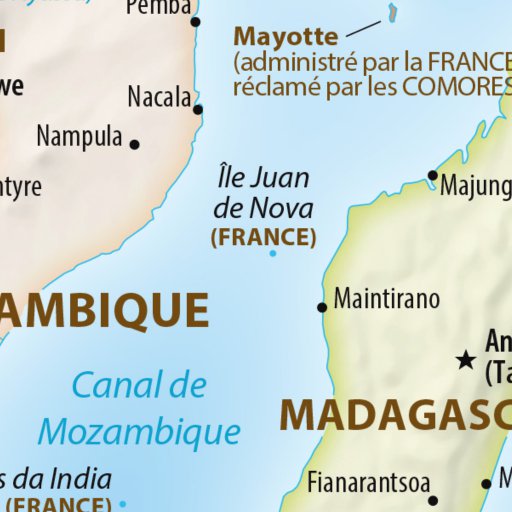 Pemba
Mayotte
(administré par la FRANCE
réclamé par les COMORES
we
Nacala
Nampula
ntyre
Île Juan
de Nova
(FRANCE)
Majung
Maintirano
AMBIQUE
An
(Ta
Canal de
Mozambique
MADAGASC
s da India
(FRANCE)
Fianarantsoa
M